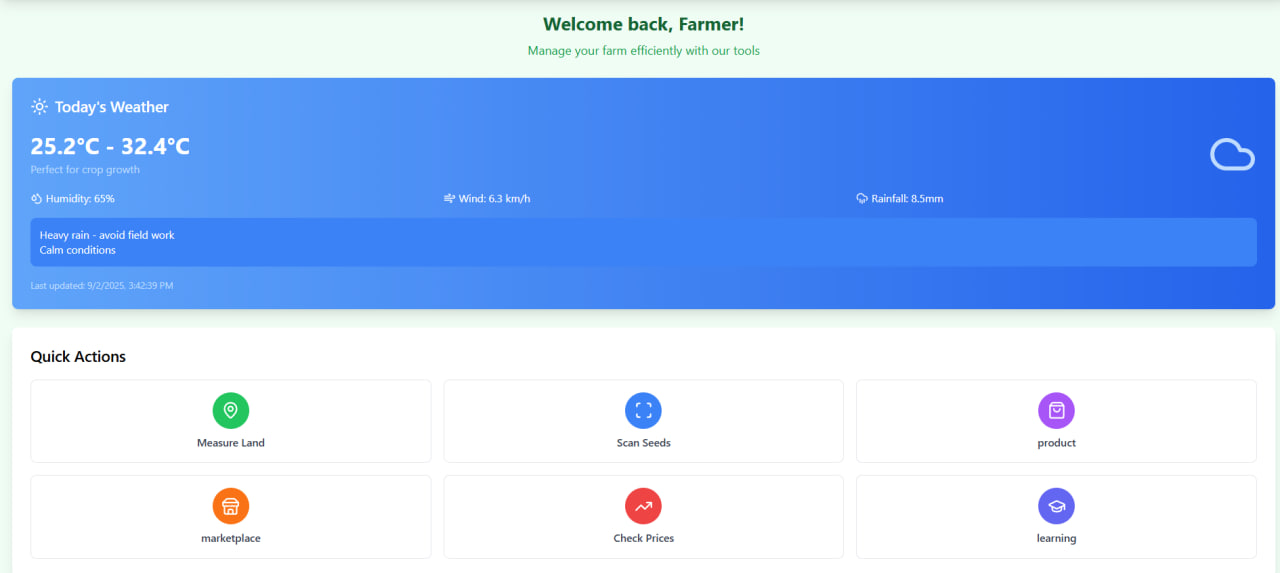 Welcome back, Farmer!
Manage your farm efficiently with our tools
Today's Weather
25.2°C - 32.4°C
Perfect for crop growth
Humidity: 65%
Wind: 6.3 km/h
Rainfall: 8.5mm
Heavy rain - avoid field work
Calm conditions
Last updated: 9/2/2025, 3:42:39 PM
Quick Actions
Measure Land
Scan Seeds
product
marketplace
Check Prices
learning